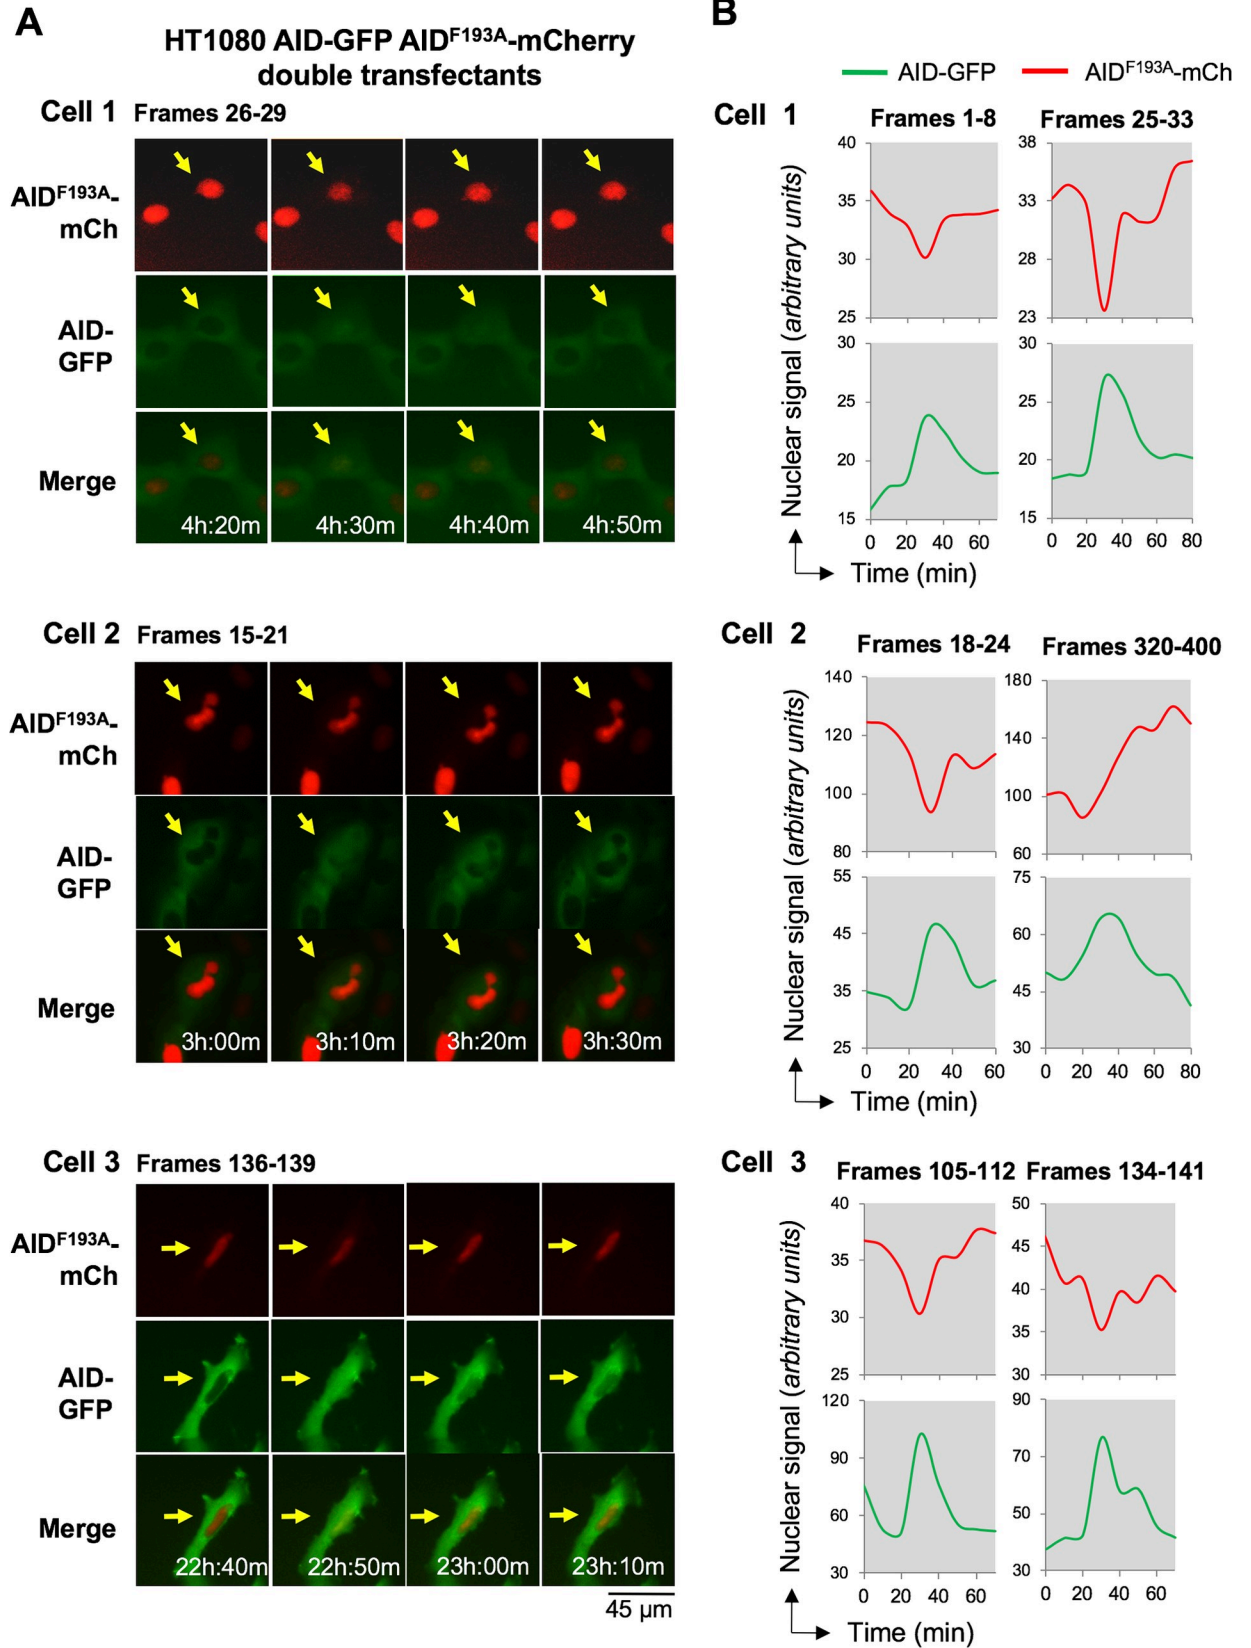 A
HT1080 AID-GFP AIDF193A-mCherry
double transfectants
Cell 1 Frames 26-29
AIDF193A-
mCh
AID-
GFP
Merge
4h:20m 4h:30m 4h:40m 4h:50m
Cell 2 Frames 15-21
AIDF193A-
mCh
AID-
GFP
Merge
3h:00m 3h:10m 3h:20m 3h:30m
Cell 3 Frames 136-139
AIDF193A-
mCh
AID-
GFP
Merge
22h:40m 22h:50m 23h:00m 23h:10m
45 µm
B
AID-GFP AIDF193A-mCh
Cell 1 Frames 1-8 Frames 25-33
Nuclear signal (arbitrary units)
40 38
35 33
30 28
25 23
30 30
25 25
20 20
15 15
0 20 40 60 0 20 40 60 80
Time (min)
Cell 2 Frames 18-24 Frames 320-400
Nuclear signal (arbitrary units)
140 180
120 140
100 100
80 60
55 75
45 60
35 45
25 30
0 20 40 60 0 20 40 60 80
Time (min)
Cell 3 Frames 105-112 Frames 134-141
Nuclear signal (arbitrary units)
40 50
35 45
30 40
25 35
30
120 90
90 70
60 50
30 30
0 20 40 60 0 20 40 60
Time (min)